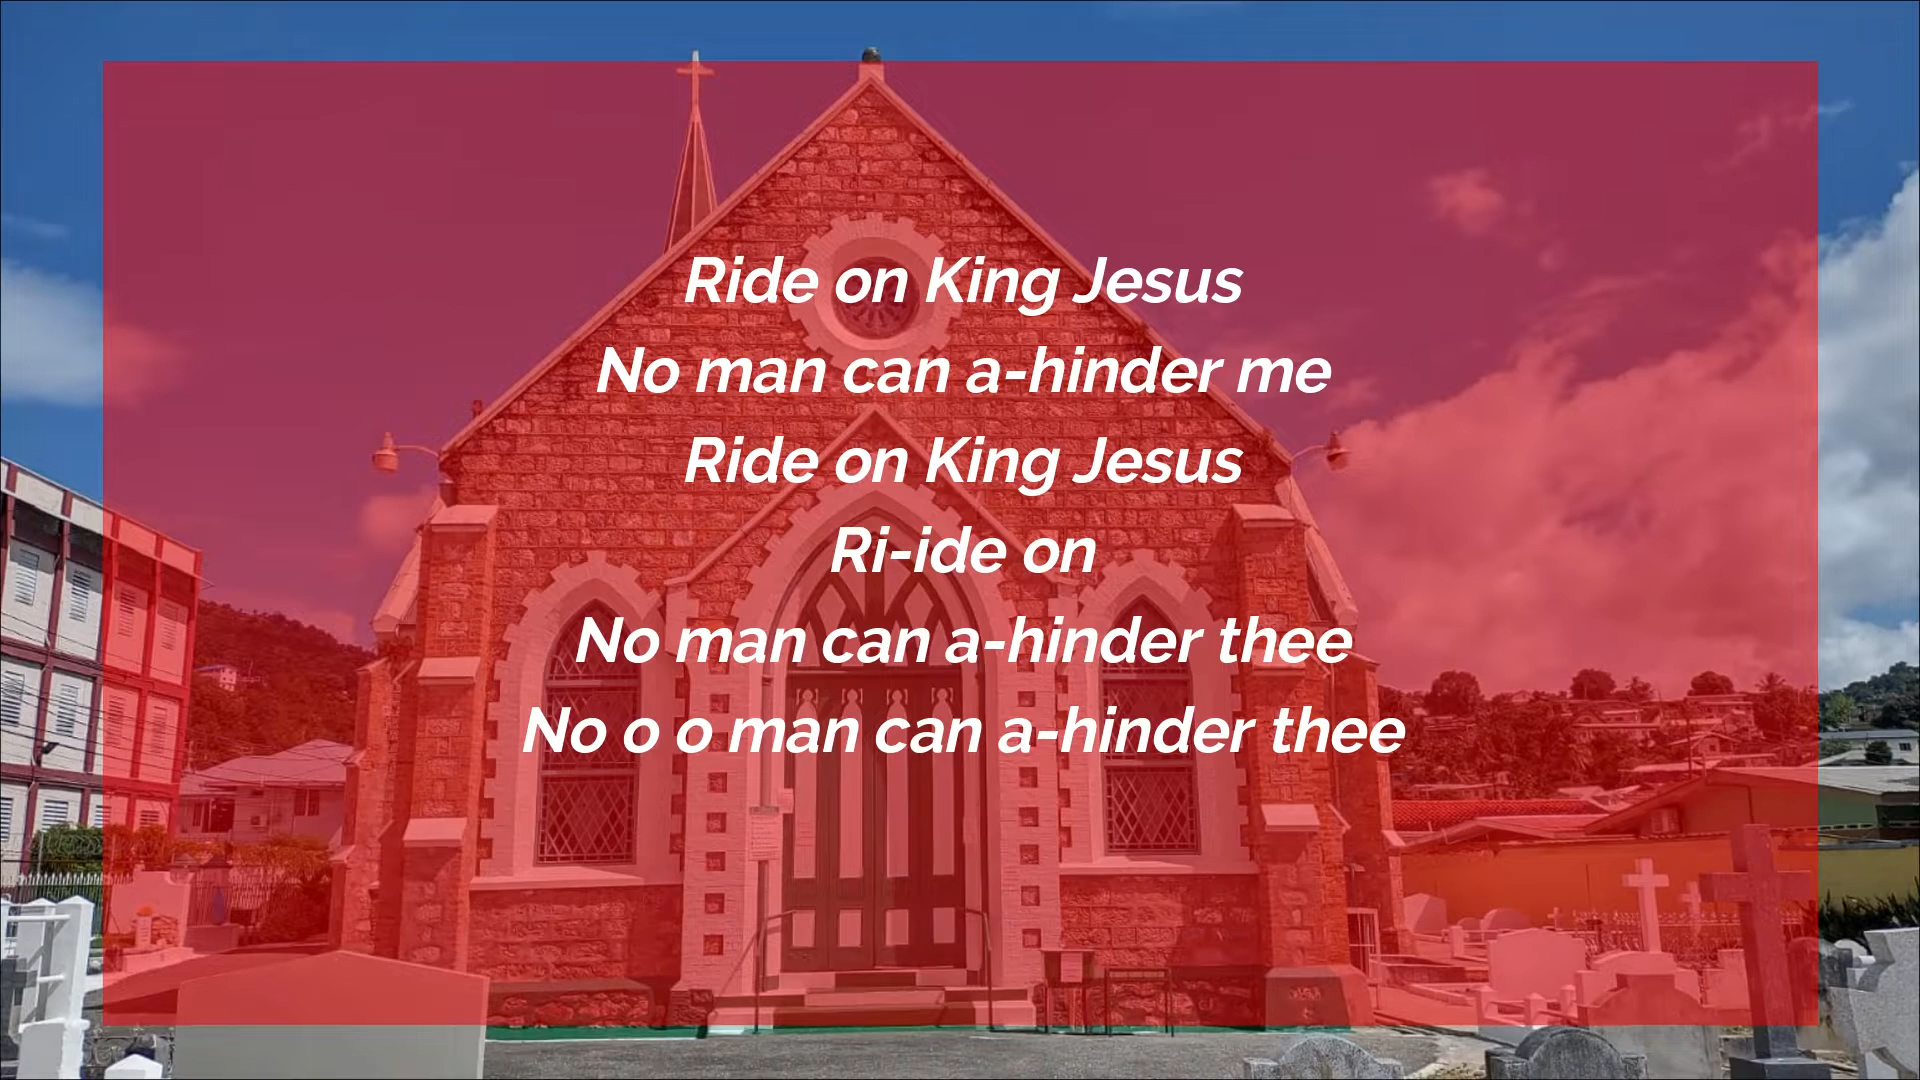 Ride on King Jesus
No man can a-hinder me
Ride on King Jesus
Ri-ide on
No man can a-hinder thee
No o o man can a-hinder thee